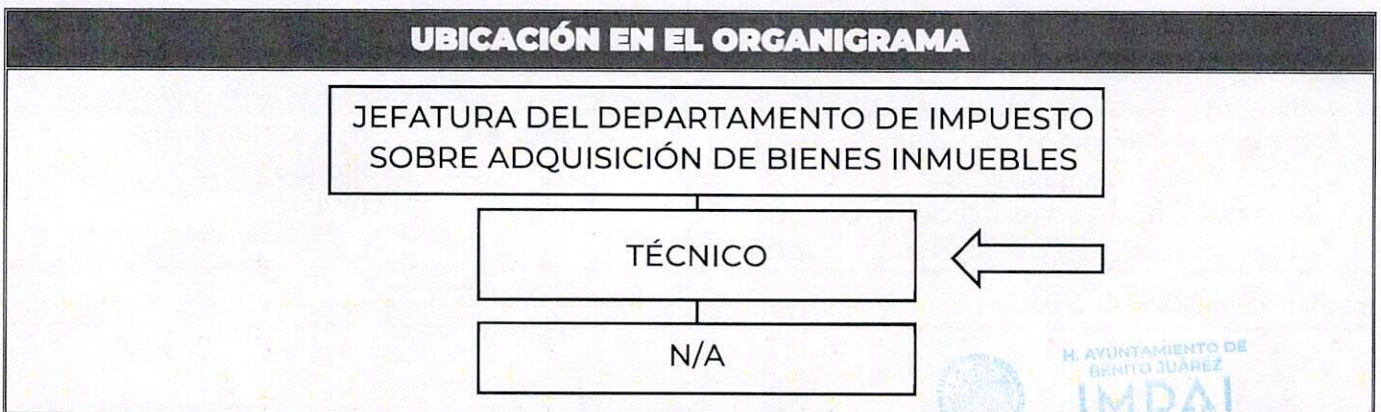 UBICACIÓN EN EL ORGANIGRAMA
JEFATURA DEL DEPARTAMENTO DE IMPUESTO
SOBRE ADQUISICIÓN DE BIENES INMUEBLES
TÉCNICO
N/A
H. AYUNTAMIENTO DE
BENITO JUÁREZ